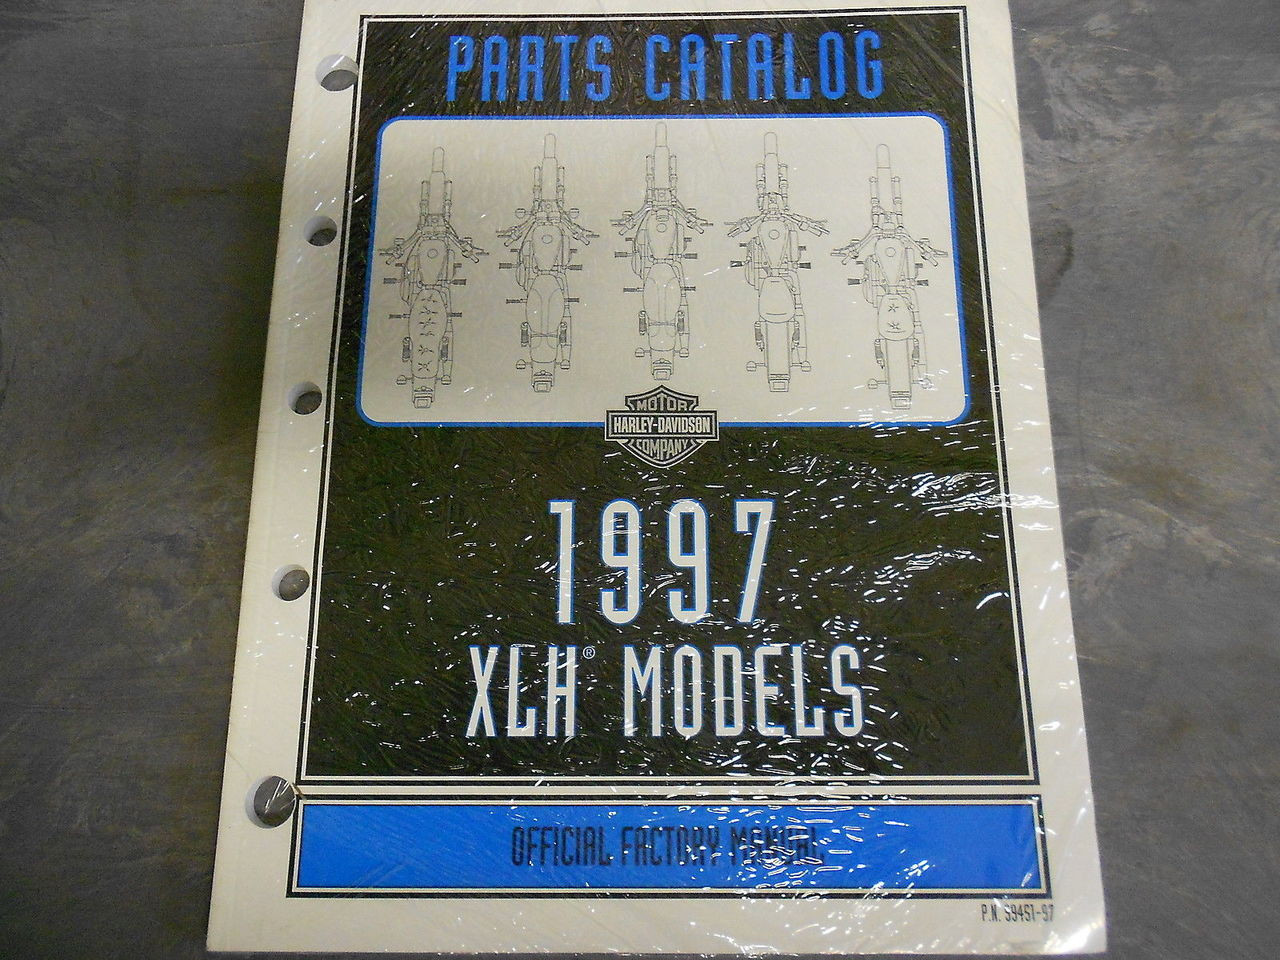 PARTS CATALOG
MOTOR
HARLEY-DAVIDSON
COMPANY
1997
XLH® MODELS
OFFICIAL FACTORY MANUAL
P.N. 99451-97